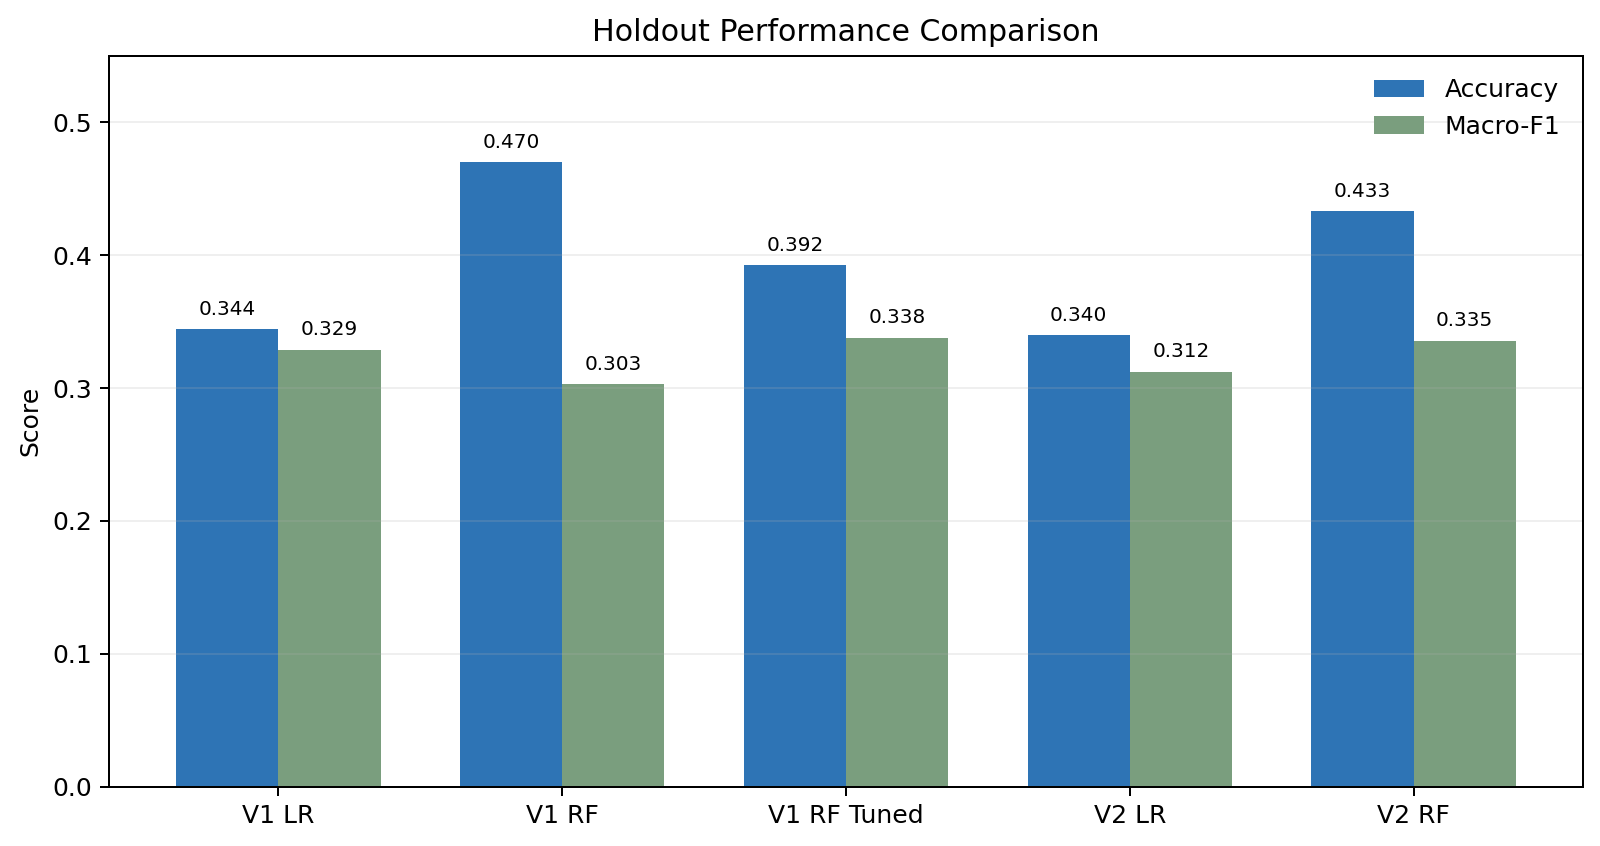 Holdout Performance Comparison
Accuracy
Macro-F1
Score
0.5
0.4
0.3
0.2
0.1
0.0
0.344
0.329
0.470
0.303
0.392
0.338
0.340
0.312
0.433
0.335
V1 LR
V1 RF
V1 RF Tuned
V2 LR
V2 RF